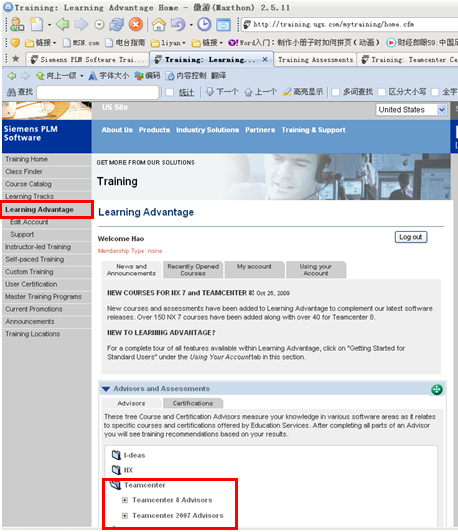 Training: Learning Advantage Home - 傲游(Maxthon) 2.5.11
http://training.ugs.com/mytraining/home.cfm
链接 MSN.com 电台指南 liyan 链接 Word入门：制作小册子时如何拼页（动画） 财经郎眼59:中国
Siemens PLM Software Trai... Training: Learning... Training Assessments Teamcenter Ce
向上一级 字体大小 编码 内容控制 翻译
查找 统计 下一个 上一个 高亮显示 多词查找 区分大小写 全字
US Site
United States
Siemens PLM Software
About Us Products Industry Solutions Partners Training & Support
Training Home
Class Finder
Course Catalog
Learning Tracks
Learning Advantage
Edit Account
Support
Instructor-led Training
Self-paced Training
Custom Training
User Certification
Master Training Programs
Current Promotions
Announcements
Training Locations
GET MORE FROM OUR SOLUTIONS
Training
Learning Advantage
Welcome Hao
Log out
Membership Type: none
News and Announcements
Recently Opened Courses
My account
Using your Account
NEW COURSES FOR NX 7 and TEAMCENTER 8! Oct 26, 2009
New courses and assessments have been added to Learning Advantage to complement our latest software
releases. Over 150 NX 7 courses have been added along with over 40 for Teamcenter 8.
NEW TO LEARNING ADVANTAGE?
For a complete tour of all features available within Learning Advantage, click on "Getting Started for
Standard Users" under the Using Your Account tab in this section.
Advisors and Assessments
Advisors Certifications
These free Course and Certification Advisors measure your knowledge in various software areas as it relates
to specific courses and certifications offered by Education Services. After completing all parts of an Advisor
you will see training recommendations based on your results.
I-deas
NX
Teamcenter
Teamcenter 8 Advisors
Teamcenter 2007 Advisors